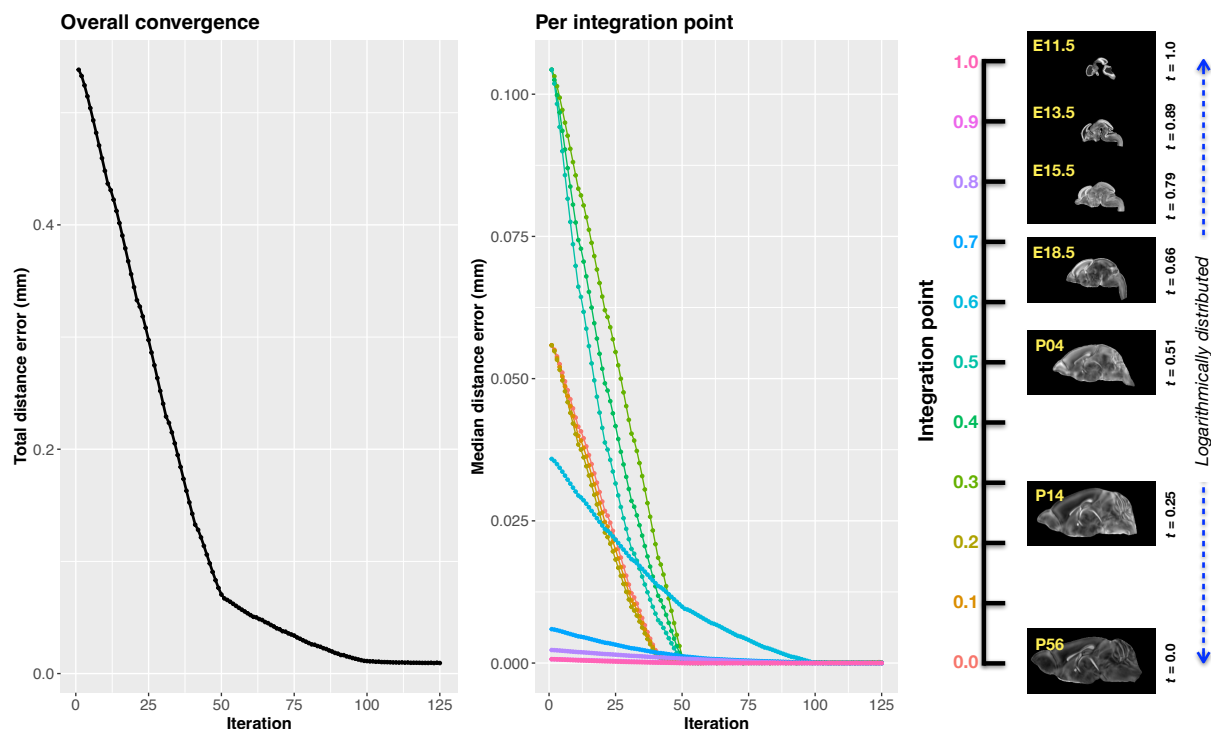 Overall convergence
Total distance error (mm)
0.4
0.2
0.0
0
25
50
75
100
125
Iteration
Per integration point
Median distance error (mm)
0.100
0.075
0.050
0.025
0.000
0
25
50
75
100
125
Iteration
Integration point
1.0
0.9
0.8
0.7
0.6
0.5
0.4
0.3
0.2
0.1
0.0
E11.5
t = 1.0
E13.5
t = 0.89
E15.5
t = 0.79
E18.5
t = 0.66
P04
t = 0.51
P14
t = 0.25
P56
t = 0.0
Logarithmically distributed